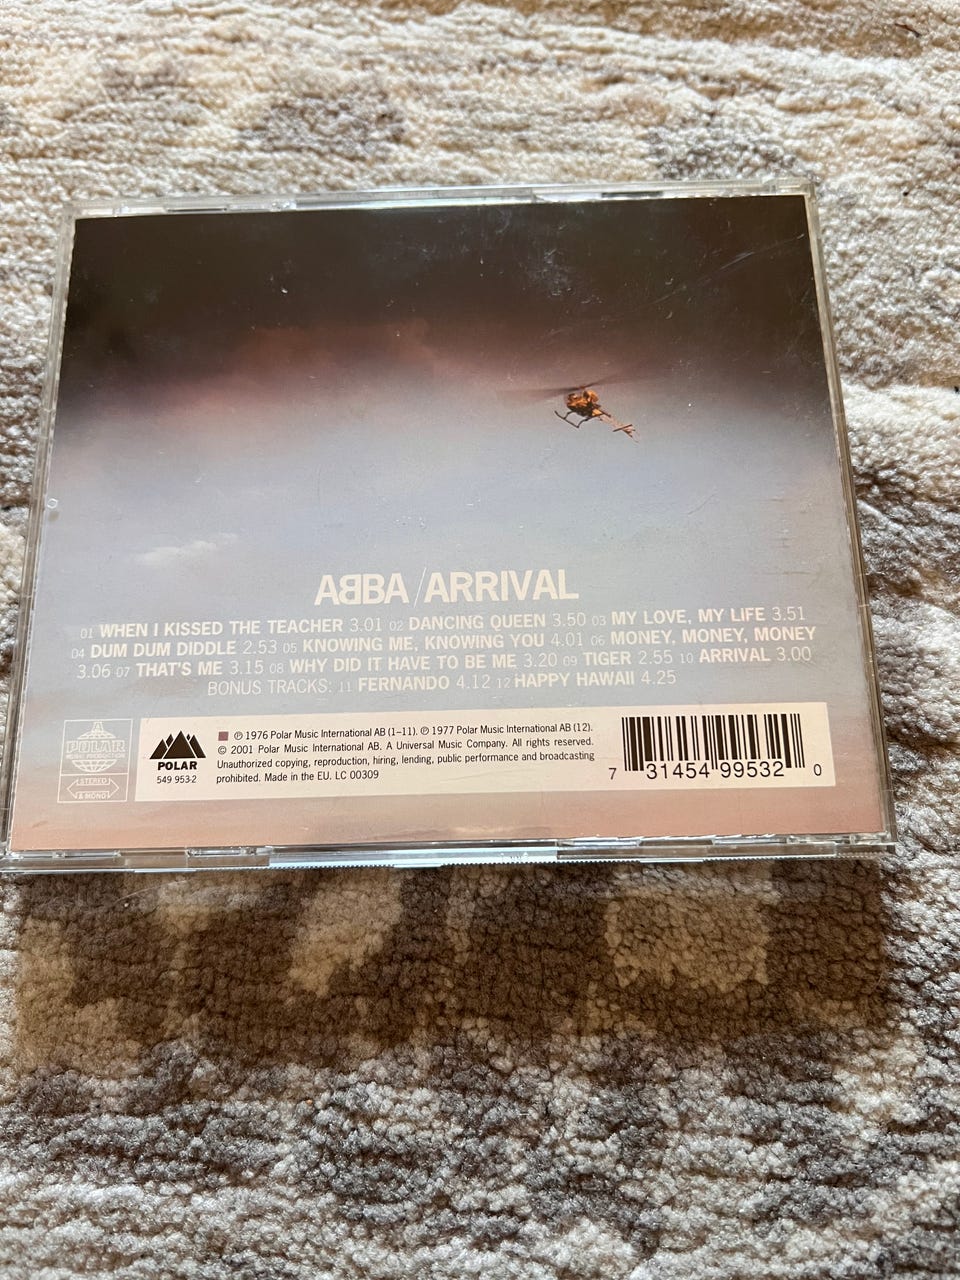 ABBA/ARRIVAL
01 WHEN I KISSED THE TEACHER 3.01 02 DANCING QUEEN 3.50 03 MY LOVE, MY LIFE 3.51
04 DUM DUM DIDDLE 2.53 05 KNOWING ME, KNOWING YOU 4.01 06 MONEY, MONEY, MONEY
3.06 07 THAT'S ME 3.15 08 WHY DID IT HAVE TO BE ME 3.20 09 TIGER 2.55 10 ARRIVAL 3.00
BONUS TRACKS: 11 FERNANDO 4.12 12 HAPPY HAWAII 4.25
A
POLAR
MUSIC PRODUCTION
STEREO
& MONO
POLAR
549 953-2
℗ 1976 Polar Music International AB (1–11). ℗ 1977 Polar Music International AB (12).
© 2001 Polar Music International AB. A Universal Music Company. All rights reserved.
Unauthorized copying, reproduction, hiring, lending, public performance and broadcasting
prohibited. Made in the EU. LC 00309
7 31454 99532 0